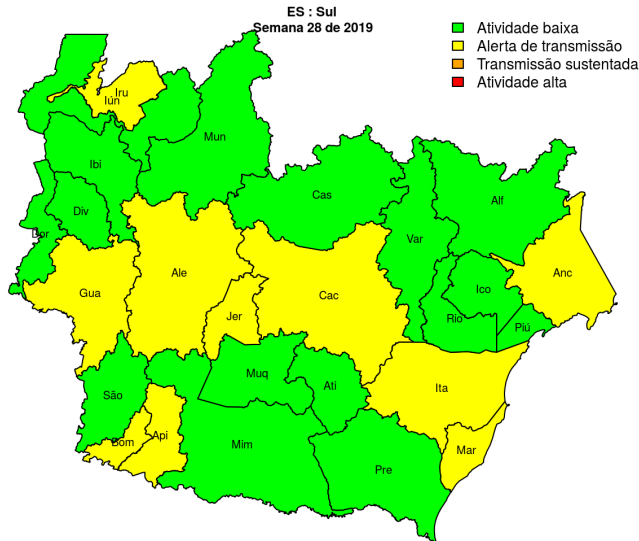 ES : Sul
Semana 28 de 2019
Atividade baixa
Alerta de transmissão
Transmissão sustentada
Atividade alta
Iru
Iún
Mun
Ibi
Cas
Alf
Div
Dor
Var
Ale
Anc
Gua
Cac
Ico
Jer
Rio
Piú
Muq
Ati
Ita
São
Api
Bom
Mim
Mar
Pre